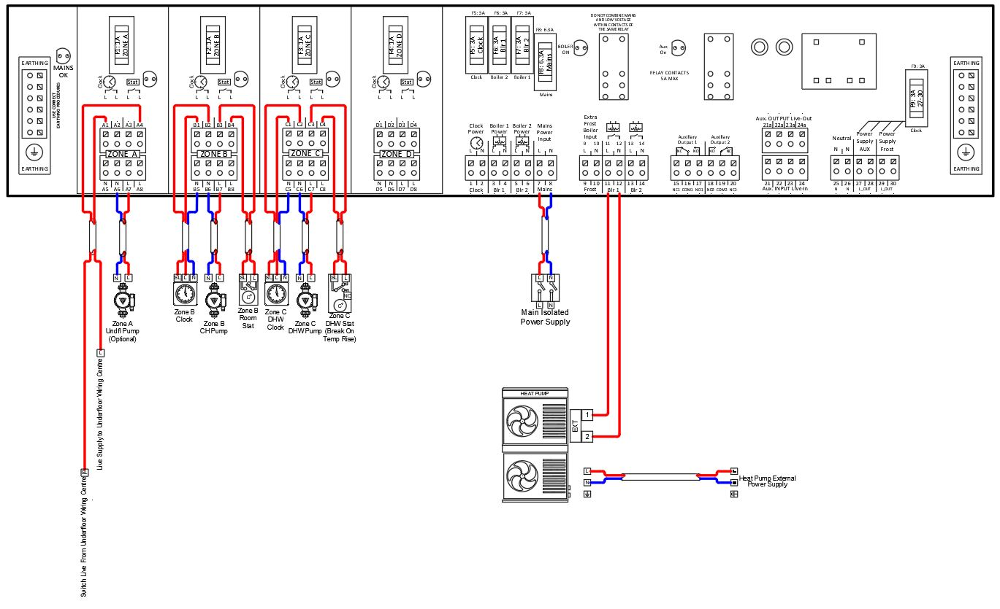 EARTHING
USE CORRECT
EARTHING PROCEDURES
EARTHING
MAINS
OK
F1: 1A
ZONE A
Clock
Stat
L L L L
A1 A2 A3 A4
ZONE A
N N L L
A5 A6 A7 A8
F2: 1A
ZONE B
Clock
Stat
L L L L
B1 B2 B3 B4
ZONE B
N N L L
B5 B6 B7 B8
F3: 1A
ZONE C
Clock
Stat
L L L L
C1 C2 C3 C4
ZONE C
N N L L
C5 C6 C7 C8
F4: 1A
ZONE D
Clock
Stat
L L L L
D1 D2 D3 D4
ZONE D
N N L L
D5 D6 D7 D8
F5: 3A F6: 3A F7: 3A
F5: 3A
Clock
F6: 3A
Blr 1
F7: 3A
Blr 2
Clock Boiler 2 Boiler 1
F8: 6.3A
F8: 6.3A
Mains
Mains
BOILER
ON
DO NOT COMBINE MAINS
AND LOW VOLTAGE
WITHIN CONTACTS OF
THE SAME RELAY
Aux
On
RELAY CONTACTS
5A MAX
F9: 3A
F9: 3A
27-30
Clock
EARTHING
EARTHING
Clock
Power
Boiler 1
Power
Boiler 2
Power
Mains
Power
Input
L N L N L N L N
1 2 3 4 5 6 7 8
Clock Blr 1 Blr 2 Mains
Extra
Frost
Boiler
Input
9 10 11 12 13 14
L N L N L N
9 10 11 12 13 14
Frost Blr 1 Blr 2
Auxillary
Output 1
Auxillary
Output 2
NC NO NO NC
15 16 17 18 19 20
NC1 COM1 NO1 NO2 COM2 NC2
Aux. OUTPUT Live-Out
21a 22a 23a 24a
21 22 23 24
Aux. INPUT Live-In
Neutral
N N
Power
Supply
AUX
Power
Supply
Frost
25 26 27 28 29 30
N N L_OUT L_OUT
N L
Zone A
Undfl Pump
(Optional)
SL L N
Zone B
Clock
N L
Zone B
CH Pump
SL L
Zone B
Room
Stat
SL L N
Zone C
DHW
Clock
N L
Zone C
DHW Pump
SL L
NC
Zone C
DHW Stat
(Break On
Temp Rise)
L N
L N
Main Isolated
Power Supply
L
Live Supply to Underfloor Wiring Centre
SL
Switch Live From Underfloor Wiring Centre
HEAT PUMP
EXT
1
2
L
N
L
Heat Pump External
Power Supply